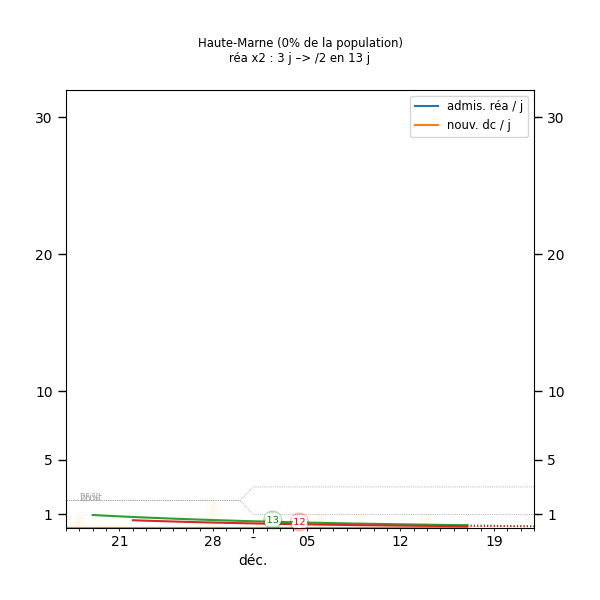 Haute-Marne (0% de la population)
réa x2 : 3 j –> /2 en 13 j
admis. réa / j
nouv. dc / j
30 30
20 20
10 10
5 5
1 1
13 12
21 28 - 05 12 19
déc.